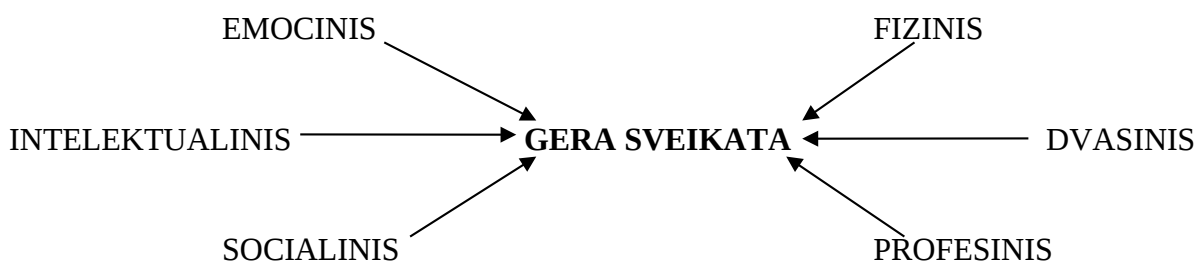 EMOCINIS FIZINIS
INTELEKTUALINIS GERA SVEIKATA DVASINIS
SOCIALINIS PROFESINIS